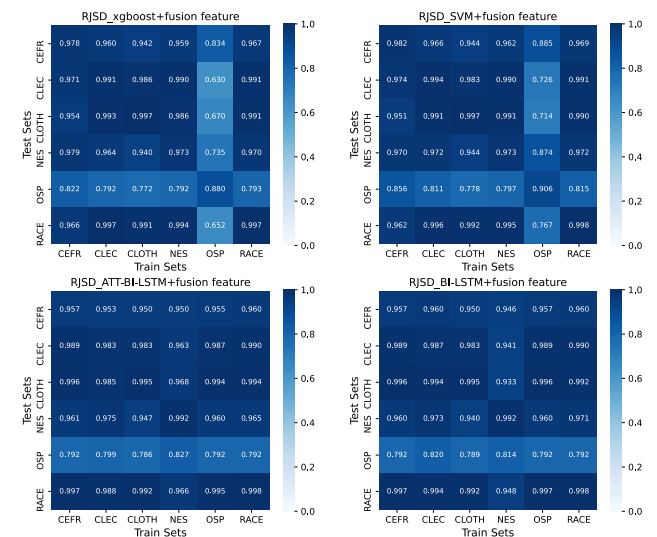 RJSD_xgboost+fusion feature
CEFR 0.978 0.960 0.942 0.959 0.834 0.967
CLEC 0.971 0.991 0.986 0.990 0.630 0.991
CLOTH 0.954 0.993 0.997 0.986 0.670 0.991
NES 0.979 0.964 0.940 0.973 0.735 0.970
OSP 0.822 0.792 0.772 0.792 0.880 0.793
RACE 0.966 0.997 0.991 0.994 0.652 0.997
CEFR CLEC CLOTH NES OSP RACE
Train Sets
Test Sets
1,0
0,8
0,6
0,4
0,2
0.0
RJSD_SVM+fusion feature
CEFR 0.982 0.966 0.944 0.962 0.885 0.969
CLEC 0.974 0.994 0.983 0.990 0.726 0.991
CLOTH 0.951 0.991 0.997 0.991 0.714 0.990
NES 0.970 0.972 0.944 0.973 0.874 0.972
OSP 0.856 0.811 0.778 0.797 0.906 0.815
RACE 0.962 0.996 0.992 0.995 0.767 0.998
CEFR CLEC CLOTH NES OSP RACE
Train Sets
Test Sets
1,0
0,8
0,6
0,4
0,2
0.0
RJSD_ATT-BI-LSTM+fusion feature
CEFR 0.957 0.953 0.950 0.950 0.955 0.960
CLEC 0.989 0.983 0.983 0.963 0.987 0.990
CLOTH 0.996 0.985 0.995 0.968 0.994 0.994
NES 0.961 0.975 0.947 0.992 0.960 0.965
OSP 0.792 0.799 0.786 0.827 0.792 0.792
RACE 0.997 0.988 0.992 0.966 0.995 0.998
CEFR CLEC CLOTH NES OSP RACE
Train Sets
Test Sets
1,0
0,8
0,6
0,4
0,2
0.0
RJSD_BI-LSTM+fusion feature
CEFR 0.957 0.960 0.950 0.946 0.957 0.960
CLEC 0.989 0.987 0.983 0.941 0.989 0.990
CLOTH 0.996 0.994 0.995 0.933 0.996 0.992
NES 0.960 0.973 0.940 0.992 0.960 0.971
OSP 0.792 0.820 0.789 0.814 0.792 0.792
RACE 0.997 0.994 0.992 0.948 0.997 0.998
CEFR CLEC CLOTH NES OSP RACE
Train Sets
Test Sets
1,0
0,8
0,6
0,4
0,2
0.0